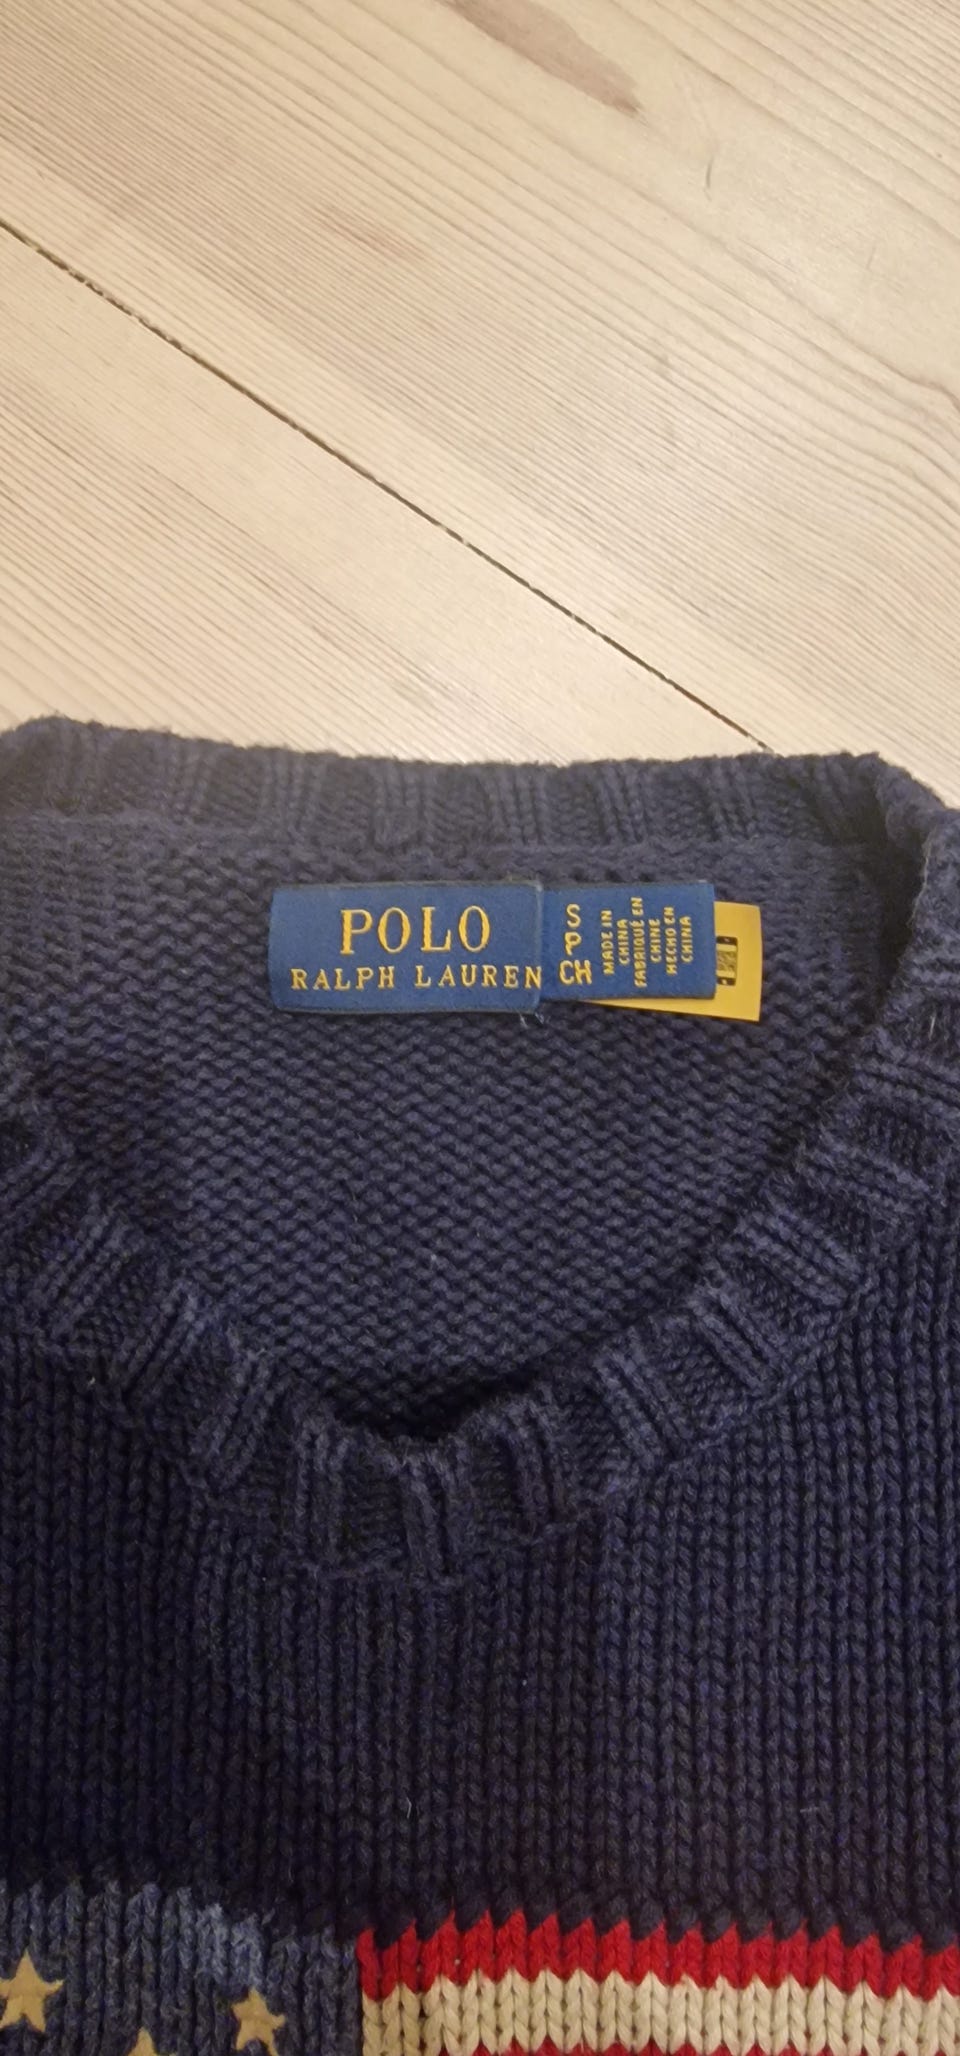 POLO
RALPH LAUREN
S
P
CH
MADE IN
CHINA
FABRIQUÉ EN
CHINE
HECHO EN
CHINA